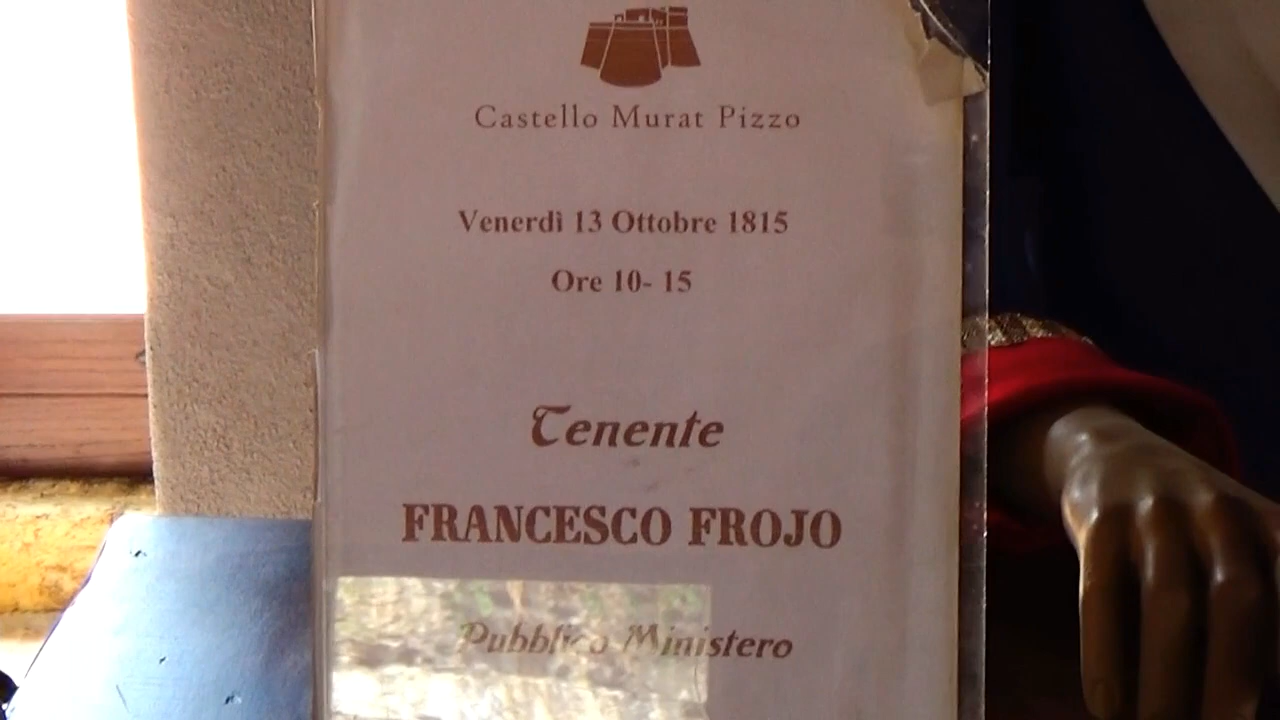 Castello Murat Pizzo
Venerdì 13 Ottobre 1815
Ore 10- 15
Tenente
FRANCESCO FROJO
Pubblico Ministero